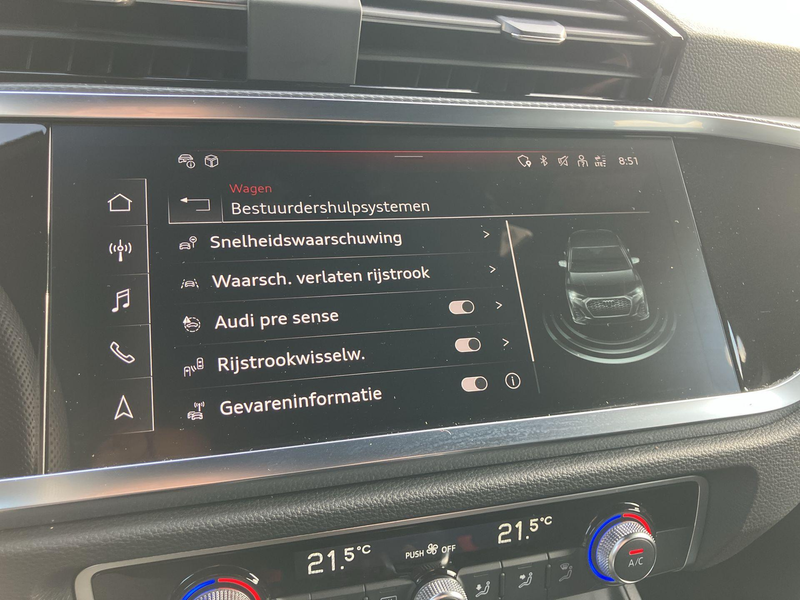 8:51
Wagen
Bestuurdershulpsystemen
Snelheidswaarschuwing
Waarsch. verlaten rijstrook
Audi pre sense
Rijstrookwisselw.
Gevareninformatie
21.5°C
PUSH OFF
21.5°C
A/C